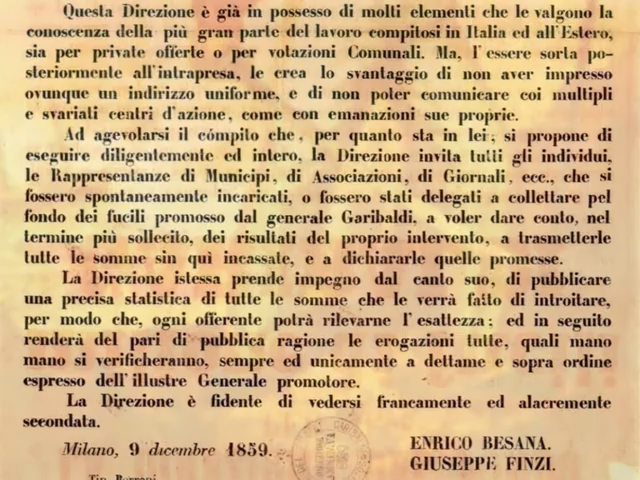 Questa Direzione è già in possesso di molti elementi che le valgono la
conoscenza della più gran parte del lavoro compitosi in Italia ed all'Estero,
sia per private offerte o per votazioni Comunali. Ma, l'essere sorta po-
steriormente all'intrapresa, le crea lo svantaggio di non aver impresso
ovunque un indirizzo uniforme, e di non poter comunicare coi multipli
e svariati centri d'azione, come con emanazioni sue proprie.
Ad agevolarsi il cómpito che, per quanto sta in lei, si propone di
eseguire diligentemente ed intero, la Direzione invita tutti gli individui,
le Rappresentanze di Municipi, di Associazioni, di Giornali, ecc., che si
fossero spontaneamente incaricati, o fossero stati delegati a collettare pel
fondo dei fucili promosso dal generale Garibaldi, a voler dare conto, nel
termine più sollecito, dei risultati del proprio intervento, a trasmetterle
tutte le somme sin quì incassate, e a dichiararle quelle promesse.
La Direzione istessa prende impegno dal canto suo, di pubblicare
una precisa statistica di tutte le somme che le verrà fatto di introitare,
per modo che, ogni offerente potrà rilevarne l'esattezza; ed in seguito
renderà del pari di pubblica ragione le erogazioni tutte, quali mano
mano si verificheranno, sempre ed unicamente a dettame e sopra ordine
espresso dell'illustre Generale promotore.
La Direzione è fidente di vedersi francamente ed alacremente
secondata.
Milano, 9 dicembre 1859.
ENRICO BESANA.
GIUSEPPE FINZI.
Tip.